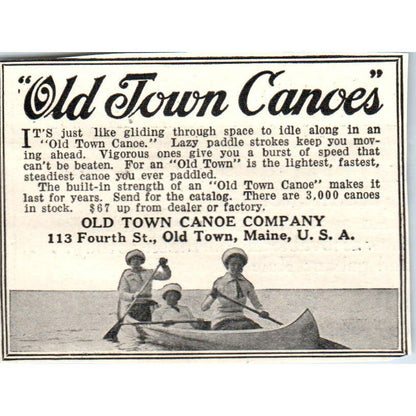 "Old Town Canoes"
IT'S just like gliding through space to idle along in an
"Old Town Canoe." Lazy paddle strokes keep you mov-
ing ahead. Vigorous ones give you a burst of speed that
can't be beaten. For an "Old Town" is the lightest, fastest,
steadiest canoe you ever paddled.
The built-in strength of an "Old Town Canoe" makes it
last for years. Send for the catalog. There are 3,000 canoes
in stock. $67 up from dealer or factory.
OLD TOWN CANOE COMPANY
113 Fourth St., Old Town, Maine, U. S. A.